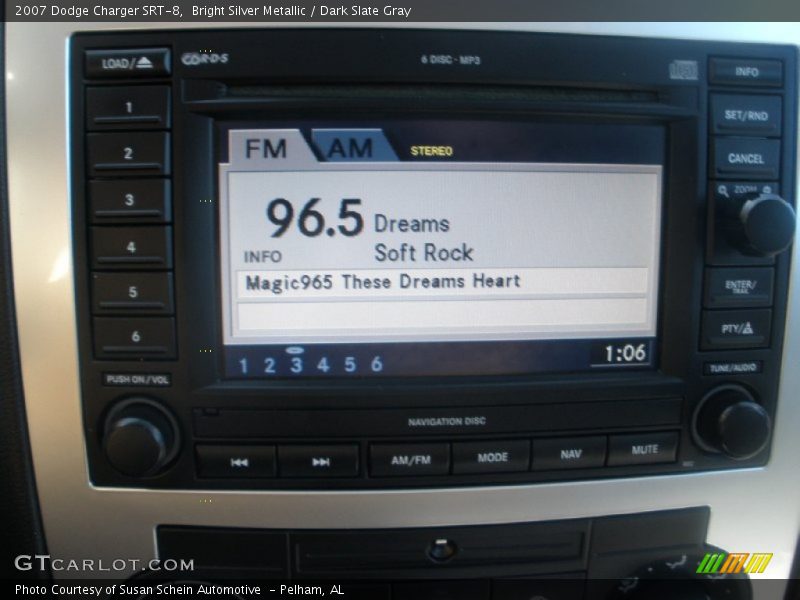 2007 Dodge Charger SRT-8,  Bright Silver Metallic / Dark Slate Gray
LOAD/
R·D·S
6 DISC · MP3
INFO
1
SET/RND
FM
AM
STEREO
2
CANCEL
3
96.5
Dreams
ZOOM
INFO
Soft Rock
4
Magic965 These Dreams Heart
5
ENTER/
TRAIL
6
PTY/
1 2 3 4 5 6
1:06
PUSH ON/VOL
TUNE/AUDIO
NAVIGATION DISC
AM/FM
MODE
NAV
MUTE
GTCARLOT.COM
Photo Courtesy of Susan Schein Automotive  - Pelham, AL